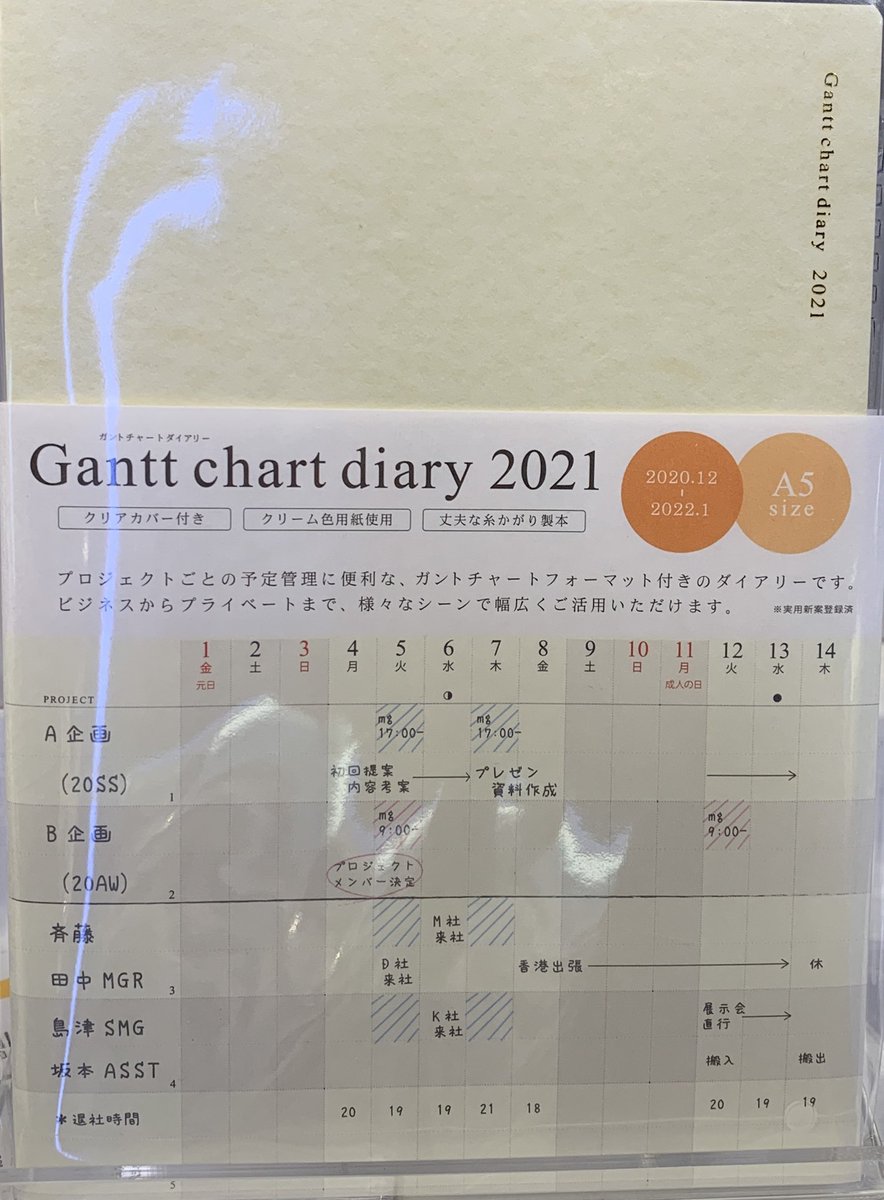 Gantt chart diary 2021
ガントチャートダイアリー
Gantt chart diary 2021
2020.12
-
2022.1
A5
size
クリアカバー付き
クリーム色用紙使用
丈夫な糸かがり製本
プロジェクトごとの予定管理に便利な、ガントチャートフォーマット付きのダイアリーです。
ビジネスからプライベートまで、様々なシーンで幅広くご活用いただけます。
※実用新案登録済
1 2 3 4 5 6 7 8 9 10 11 12 13 14
金 土 日 月 火 水 木 金 土 日 月 火 水 木
元日 成人の日
PROJECT
A企画 mg mg
17:00- 17:00-
(20SS) 初回提案 → プレゼン →
内容考案 資料作成
1
B企画 mg mg
9:00- 9:00-
(20AW) プロジェクト
メンバー決定
2
斉藤 M社
来社
田中 MGR D社 香港出張 → 休
来社
3
島津 SMG K社 展示会 →
来社 直行
坂本 ASST 搬入 搬出
4
*退社時間 20 19 19 21 18 20 19 19
5